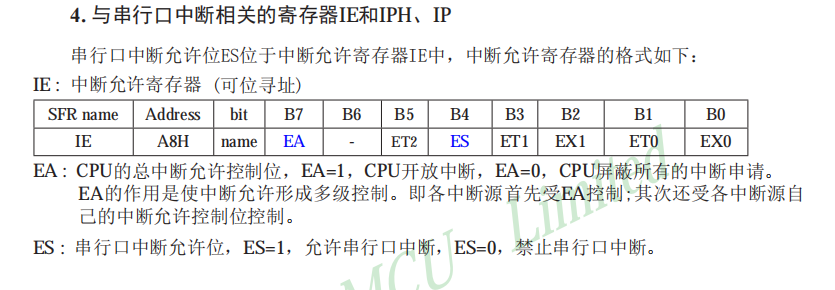 4. 与串行口中断相关的寄存器IE和IPH、IP
串行口中断允许位ES位于中断允许寄存器IE中，中断允许寄存器的格式如下：
IE： 中断允许寄存器 (可位寻址)
SFR name Address bit B7 B6 B5 B4 B3 B2 B1 B0
IE A8H name EA - ET2 ES ET1 EX1 ET0 EX0
EA： CPU的总中断允许控制位，EA=1，CPU开放中断，EA=0，CPU屏蔽所有的中断申请。
EA的作用是使中断允许形成多级控制。即各中断源首先受EA控制;其次还受各中断源自
己的中断允许控制位控制。
ES： 串行口中断允许位，ES=1，允许串行口中断，ES=0，禁止串行口中断。
MCU Limited